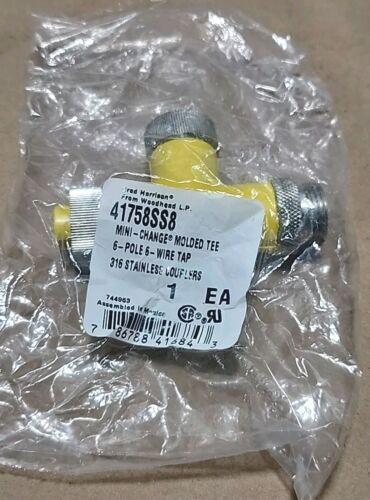 Brad Harrison®
From Woodhead L.P.
41758SS8
MINI-CHANGE® MOLDED TEE
6-POLE 6-WIRE TAP
316 STAINLESS COUPLERS
1 EA
744963
Assembled in Mexico
7 86788 41684 3